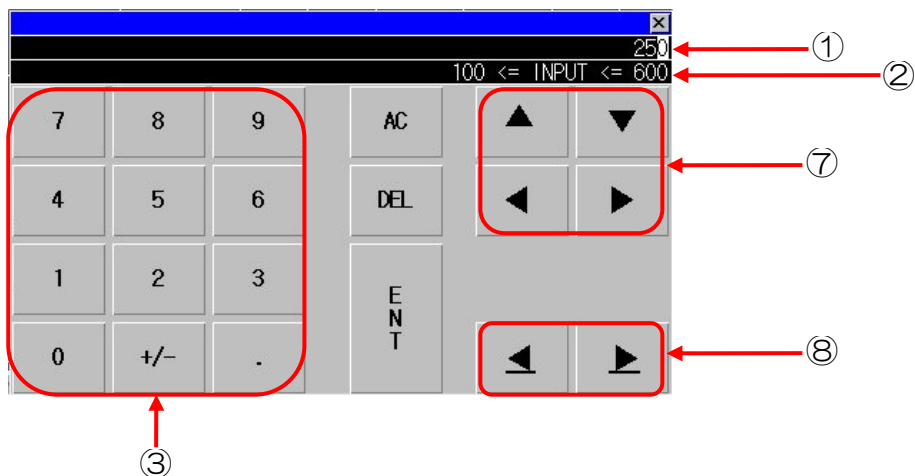 ×
250 ①
100 <= INPUT <= 600 ②
7 8 9 AC ▲ ▼
⑦
4 5 6 DEL ◀ ▶
1 2 3
ENT
0 +/- . ◀ ▶ ⑧
③